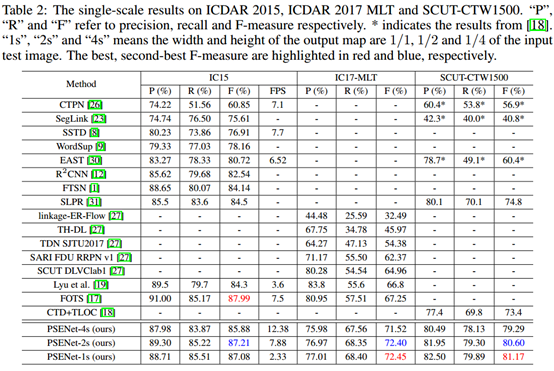 Table 2: The single-scale results on ICDAR 2015, ICDAR 2017 MLT and SCUT-CTW1500. “P”,
“R” and “F” refer to precision, recall and F-measure respectively. * indicates the results from [18].
“1s”, “2s” and “4s” means the width and height of the output map are 1/1, 1/2 and 1/4 of the input
test image. The best, second-best F-measure are highlighted in red and blue, respectively.
Method IC15 IC17-MLT SCUT-CTW1500
P (%) R (%) F (%) FPS P (%) R (%) F (%) P (%) R (%) F (%)
CTPN [26] 74.22 51.56 60.85 7.1 - - - 60.4* 53.8* 56.9*
SegLink [23] 74.74 76.50 75.61 - - - - 42.3* 40.0* 40.8*
SSTD [8] 80.23 73.86 76.91 7.7 - - - - - -
WordSup [9] 79.33 77.03 78.16 - - - - - - -
EAST [30] 83.27 78.33 80.72 6.52 - - - 78.7* 49.1* 60.4*
R²CNN [12] 85.62 79.68 82.54 - - - - - - -
FTSN [1] 88.65 80.07 84.14 - - - - - - -
SLPR [31] 85.5 83.6 84.5 - - - - 80.1 70.1 74.8
linkage-ER-Flow [27] - - - - 44.48 25.59 32.49 - - -
TH-DL [27] - - - - 67.75 34.78 45.97 - - -
TDN SJTU2017 [27] - - - - 64.27 47.13 54.38 - - -
SARI FDU RRPN v1 [27] - - - - 71.17 55.50 62.37 - - -
SCUT DLVClab1 [27] - - - - 80.28 54.54 64.96 - - -
Lyu et al. [19] 89.5 79.7 84.3 3.6 83.8 55.6 66.8 - - -
FOTS [17] 91.00 85.17 87.99 7.5 80.95 57.51 67.25 - - -
CTD+TLOC [18] - - - - - - - 77.4 69.8 73.4
PSENet-4s (ours) 87.98 83.87 85.88 12.38 75.98 67.56 71.52 80.49 78.13 79.29
PSENet-2s (ours) 89.30 85.22 87.21 7.88 76.97 68.35 72.40 81.95 79.30 80.60
PSENet-1s (ours) 88.71 85.51 87.08 2.33 77.01 68.40 72.45 82.50 79.89 81.17